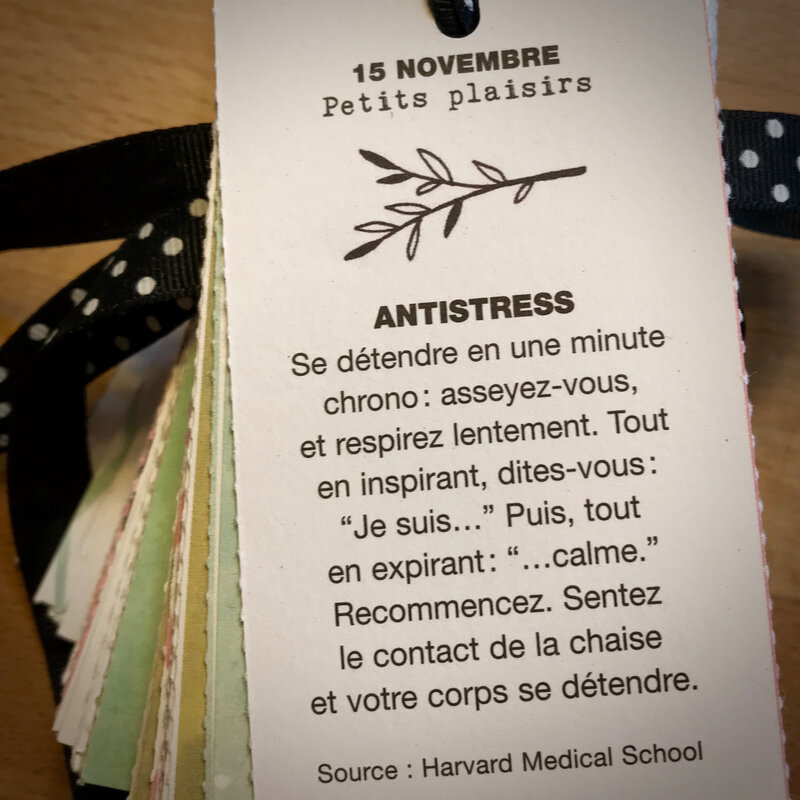 15 NOVEMBRE
Petits plaisirs
ANTISTRESS
Se détendre en une minute
chrono : asseyez-vous,
et respirez lentement. Tout
en inspirant, dites-vous :
“Je suis...” Puis, tout
en expirant : “...calme.”
Recommencez. Sentez
le contact de la chaise
et votre corps se détendre.
Source : Harvard Medical School